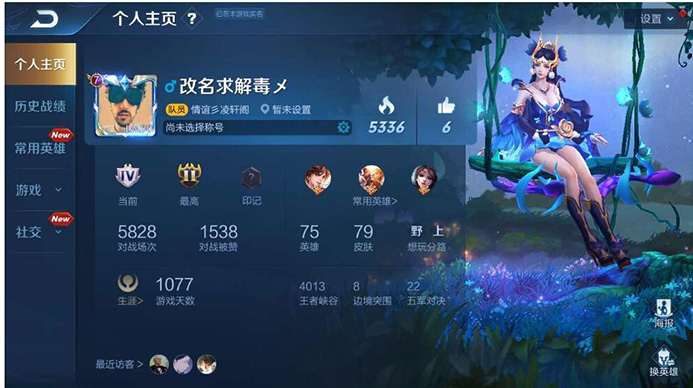 个人主页 ? 已在本游戏实名
设置
个人主页
历史战绩
常用英雄 New
游戏
社交 New
7
改名求解毒メ
队员 情谊彡凌轩阁 暂未设置
尚未选择称号
5336
6
IV
II
?
当前 最高 印记 常用英雄>
5828 1538 75 79 野 上
对战场次 对战被赞 英雄 皮肤 想玩分路
1077 4013 8 22
生涯> 游戏天数 王者峡谷 边境突围 五军对决
最近访客 >
海报
换英雄